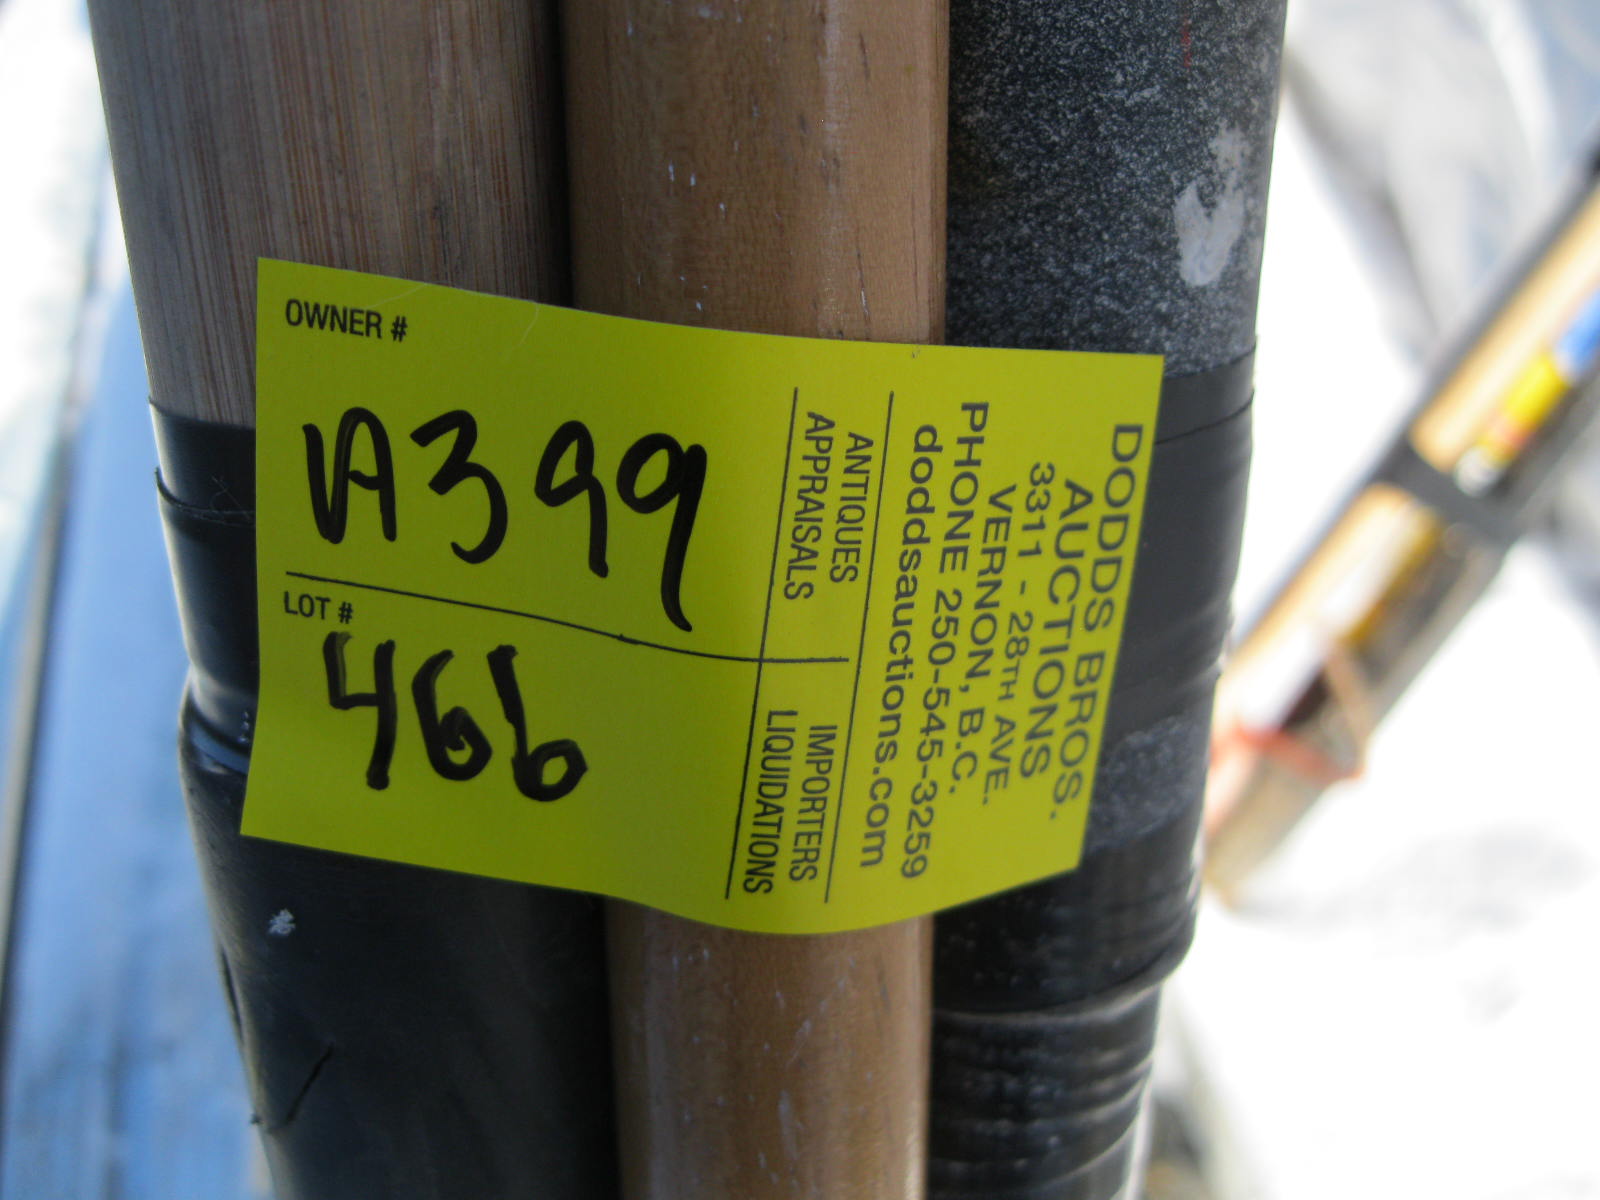 OWNER #
A399
LOT #
466
ANTIQUES
APPRAISALS
IMPORTERS
LIQUIDATIONS
DODDS BROS.
AUCTIONS
3311 - 28TH AVE.
VERNON, B.C.
PHONE 250-545-3259
doddsauctions.com